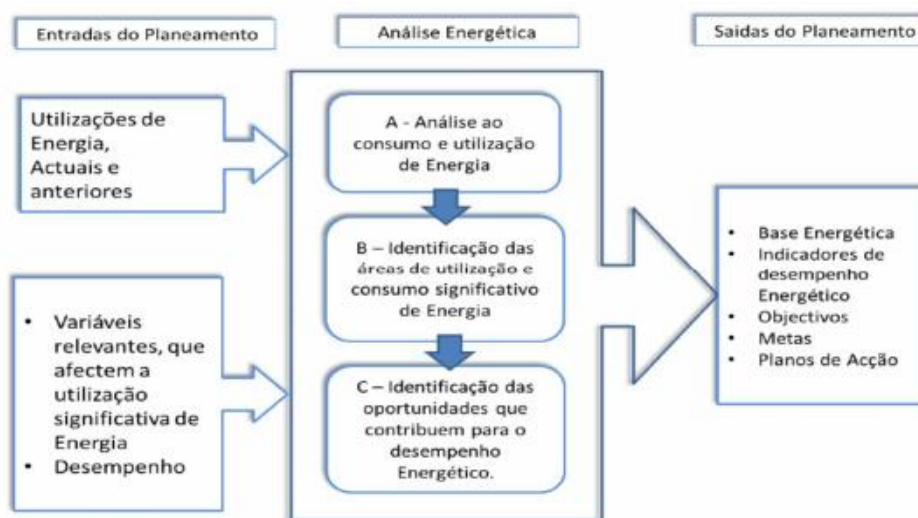 Entradas do Planeamento
Análise Energética
Saidas do Planeamento
Utilizações de
Energia,
Actuais e
anteriores
• Variáveis
relevantes, que
afectem a
utilização
significativa de
Energia
• Desempenho
A - Análise ao
consumo e utilização
de Energia
B – Identificação das
áreas de utilização e
consumo significativo
de Energia
C – Identificação das
oportunidades que
contribuem para o
desempenho
Energético.
• Base Energética
• Indicadores de
desempenho
Energético
• Objectivos
• Metas
• Planos de Acção